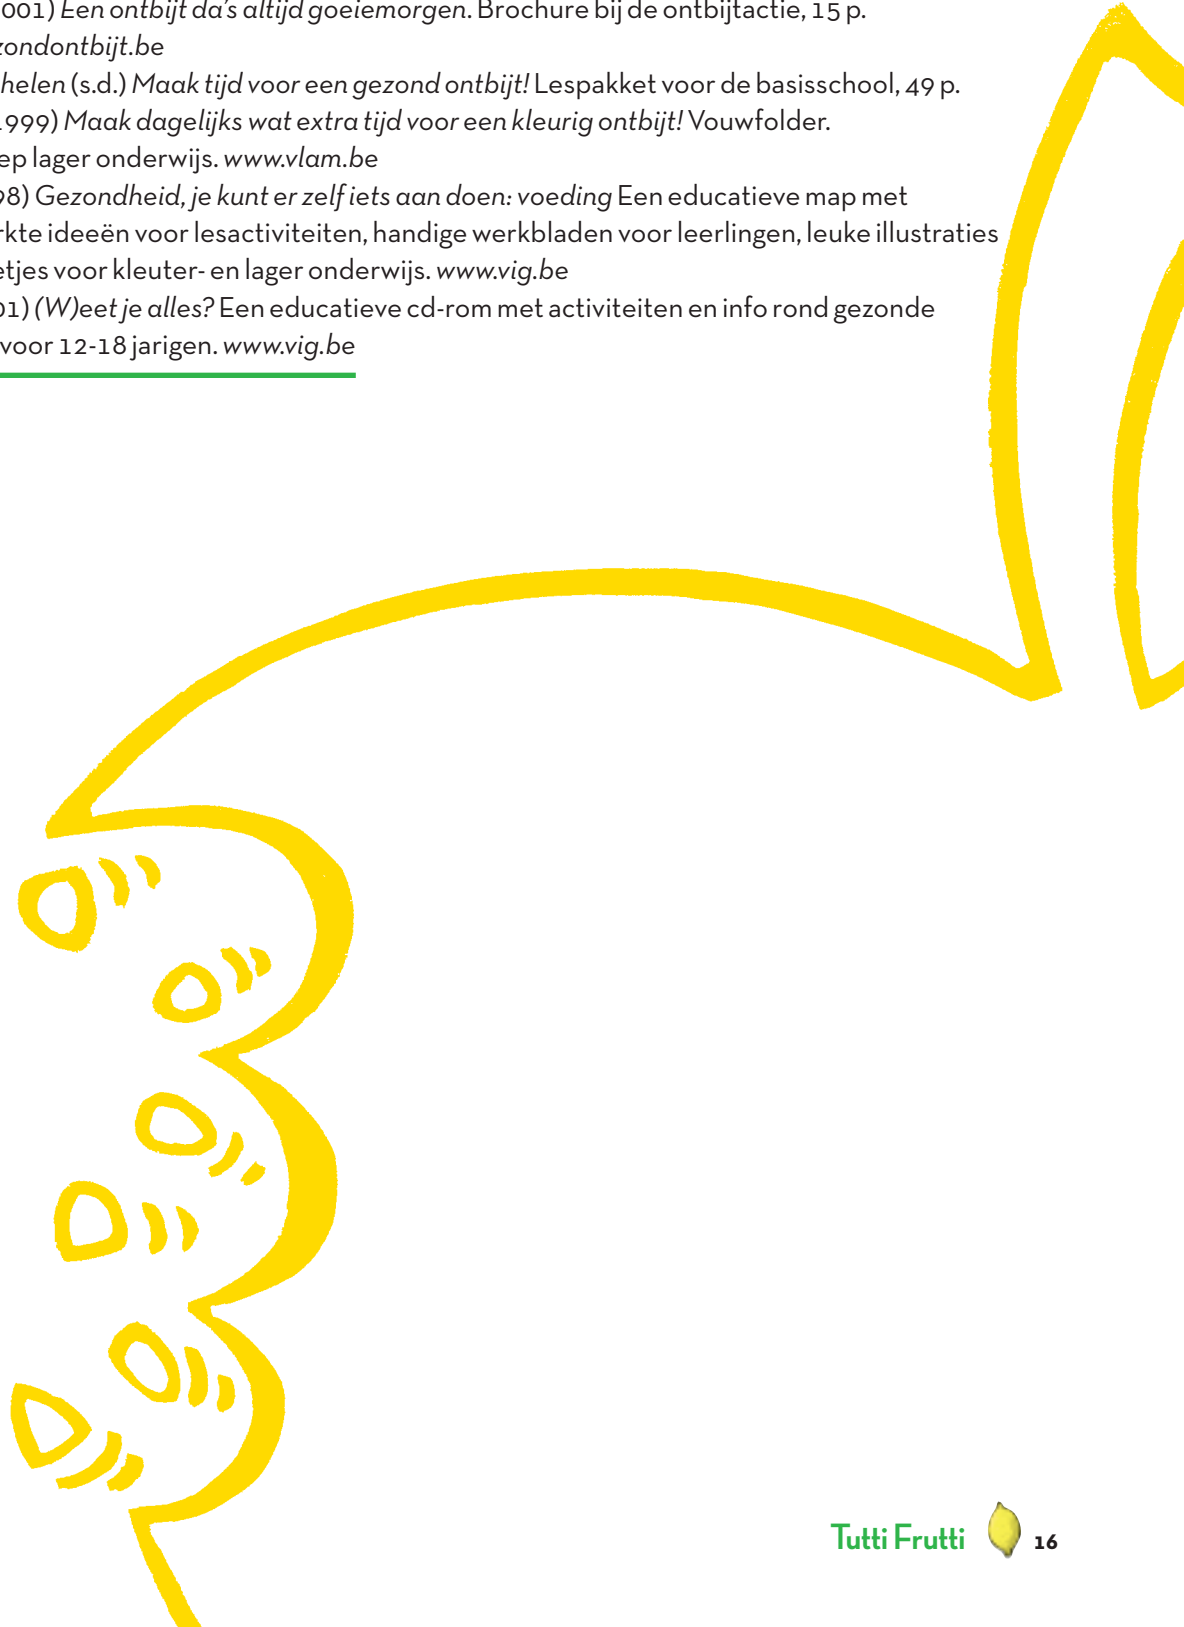 001) Een ontbijt da's altijd goeiemorgen. Brochure bij de ontbijtactie, 15 p.
zondontbijt.be
helen (s.d.) Maak tijd voor een gezond ontbijt! Lespakket voor de basisschool, 49 p.
1999) Maak dagelijks wat extra tijd voor een kleurig ontbijt! Vouwfolder.
ep lager onderwijs. www.vlam.be
98) Gezondheid, je kunt er zelf iets aan doen: voeding Een educatieve map met
rkte ideeën voor lesactiviteiten, handige werkbladen voor leerlingen, leuke illustraties
etjes voor kleuter- en lager onderwijs. www.vig.be
01) (W)eet je alles? Een educatieve cd-rom met activiteiten en info rond gezonde
voor 12-18 jarigen. www.vig.be
Tutti Frutti 16